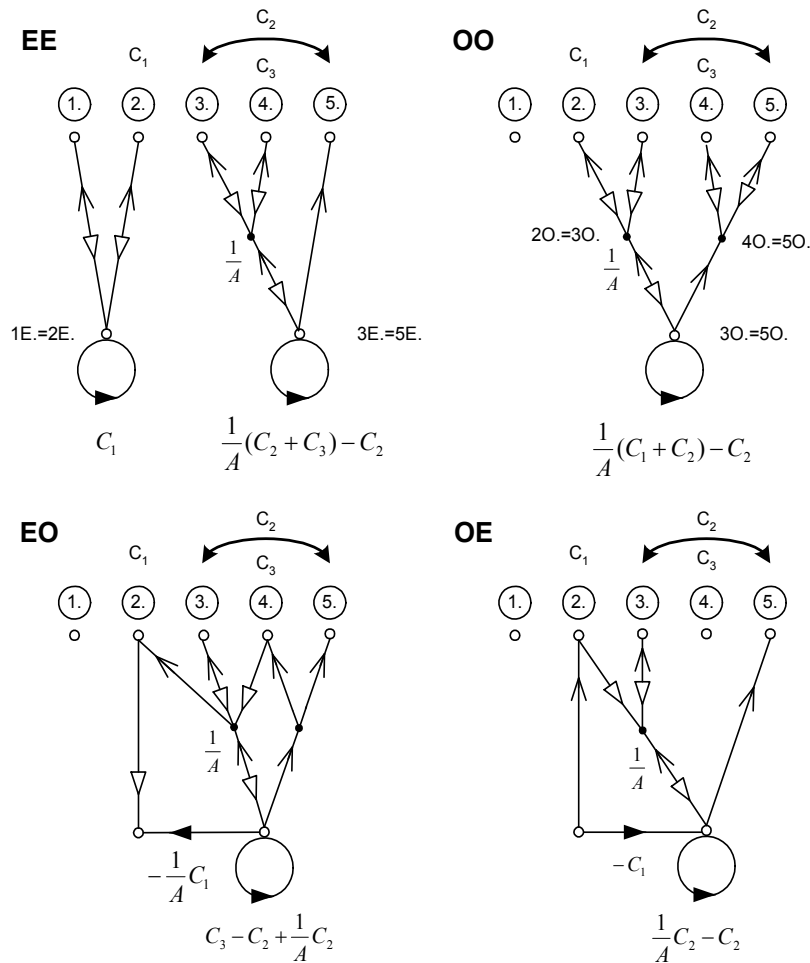 EE
C₂
C₁
C₃
1. 2. 3. 4. 5.
1/A
1E.=2E.
3E.=5E.
C₁
1/A (C₂ + C₃) − C₂
OO
C₂
C₁
C₃
1. 2. 3. 4. 5.
2O.=3O.
4O.=5O.
1/A
3O.=5O.
1/A (C₁ + C₂) − C₂
EO
C₂
C₁
C₃
1. 2. 3. 4. 5.
1/A
− 1/A C₁
C₃ − C₂ + 1/A C₂
OE
C₂
C₁
C₃
1. 2. 3. 4. 5.
1/A
−C₁
1/A C₂ − C₂